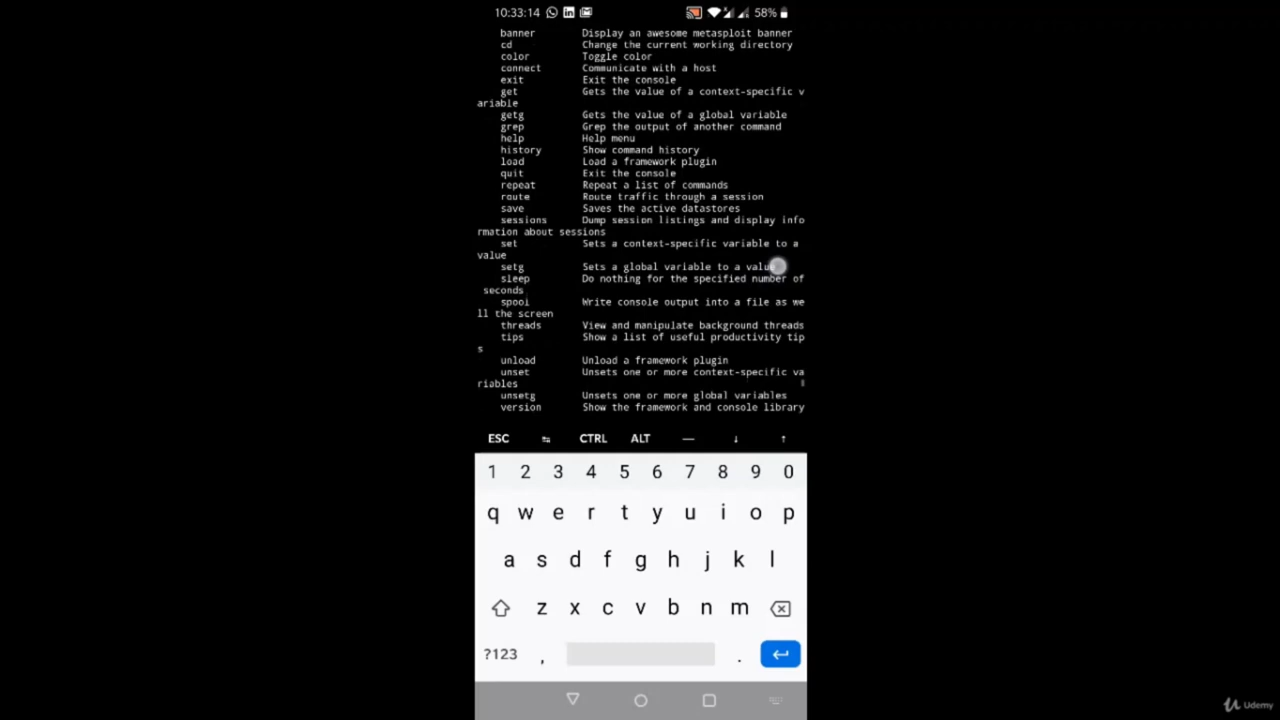 10:33:14 58%
banner Display an awesome metasploit banner
cd Change the current working directory
color Toggle color
connect Communicate with a host
exit Exit the console
get Gets the value of a context-specific v
ariable
getg Gets the value of a global variable
grep Grep the output of another command
help Help menu
history Show command history
load Load a framework plugin
quit Exit the console
repeat Repeat a list of commands
route Route traffic through a session
save Saves the active datastores
sessions Dump session listings and display info
rmation about sessions
set Sets a context-specific variable to a
value
setg Sets a global variable to a value
sleep Do nothing for the specified number of
seconds
spool Write console output into a file as we
ll the screen
threads View and manipulate background threads
tips Show a list of useful productivity tip
s
unload Unload a framework plugin
unset Unsets one or more context-specific va
riables
unsetg Unsets one or more global variables
version Show the framework and console library
ESC ↹ CTRL ALT — ↓ ↑
1 2 3 4 5 6 7 8 9 0
q w e r t y u i o p
a s d f g h j k l
z x c v b n m
?123 , .
Udemy